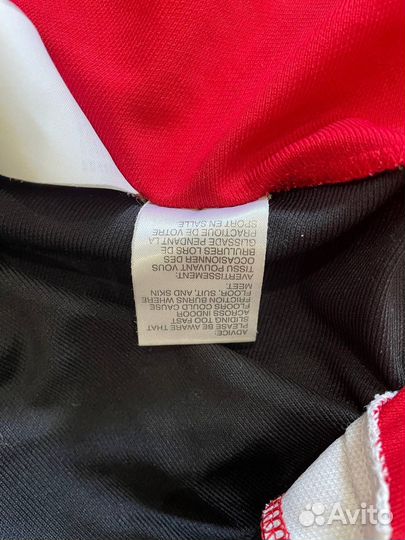 ADVICE:
PLEASE BE AWARE THAT
SLIDING TOO FAST
ACROSS INDOOR
FLOORS COULD CAUSE
FRICTION BURNS WHERE
FLOOR, SUIT, AND SKIN
MEET.
AVERTISSEMENT:
TISSU POUVANT VOUS
OCCASIONNER DES
BRULURES LORS DE
GLISSADE PENDANT LA
PRACTIQUE DE VOTRE
SPORT EN SALLE
Avito